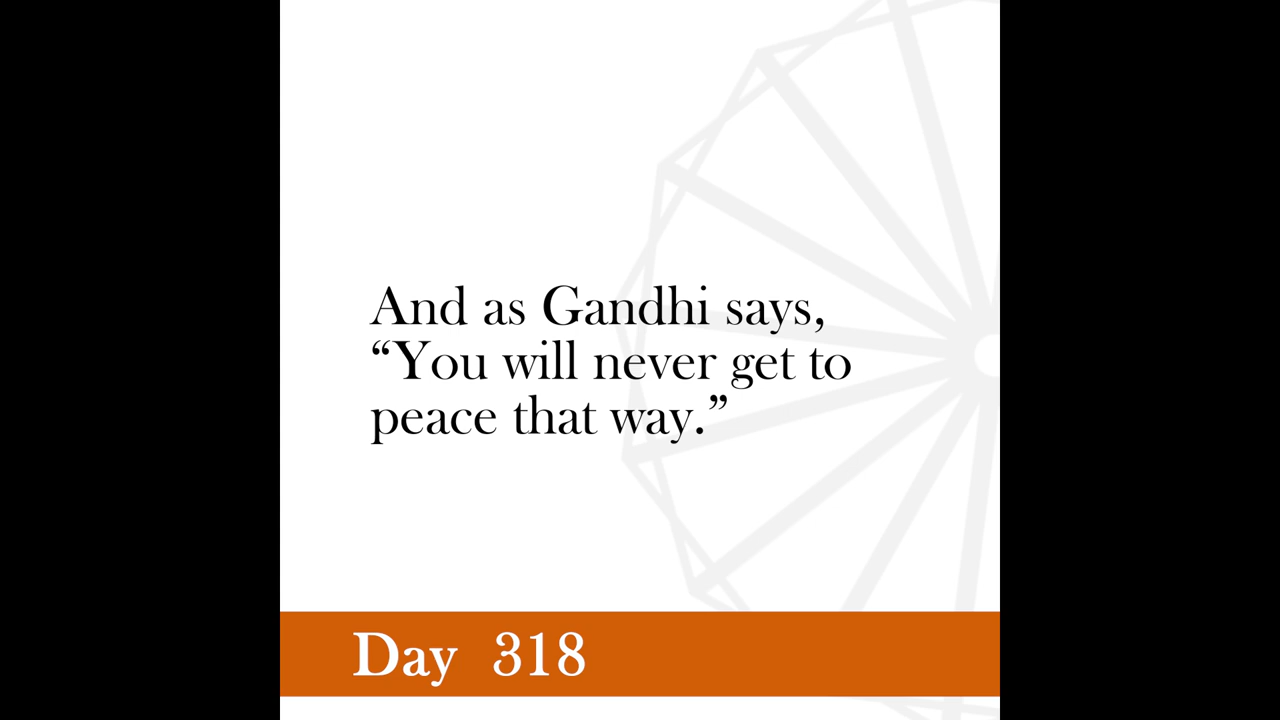 And as Gandhi says,
“You will never get to
peace that way.”
Day 318